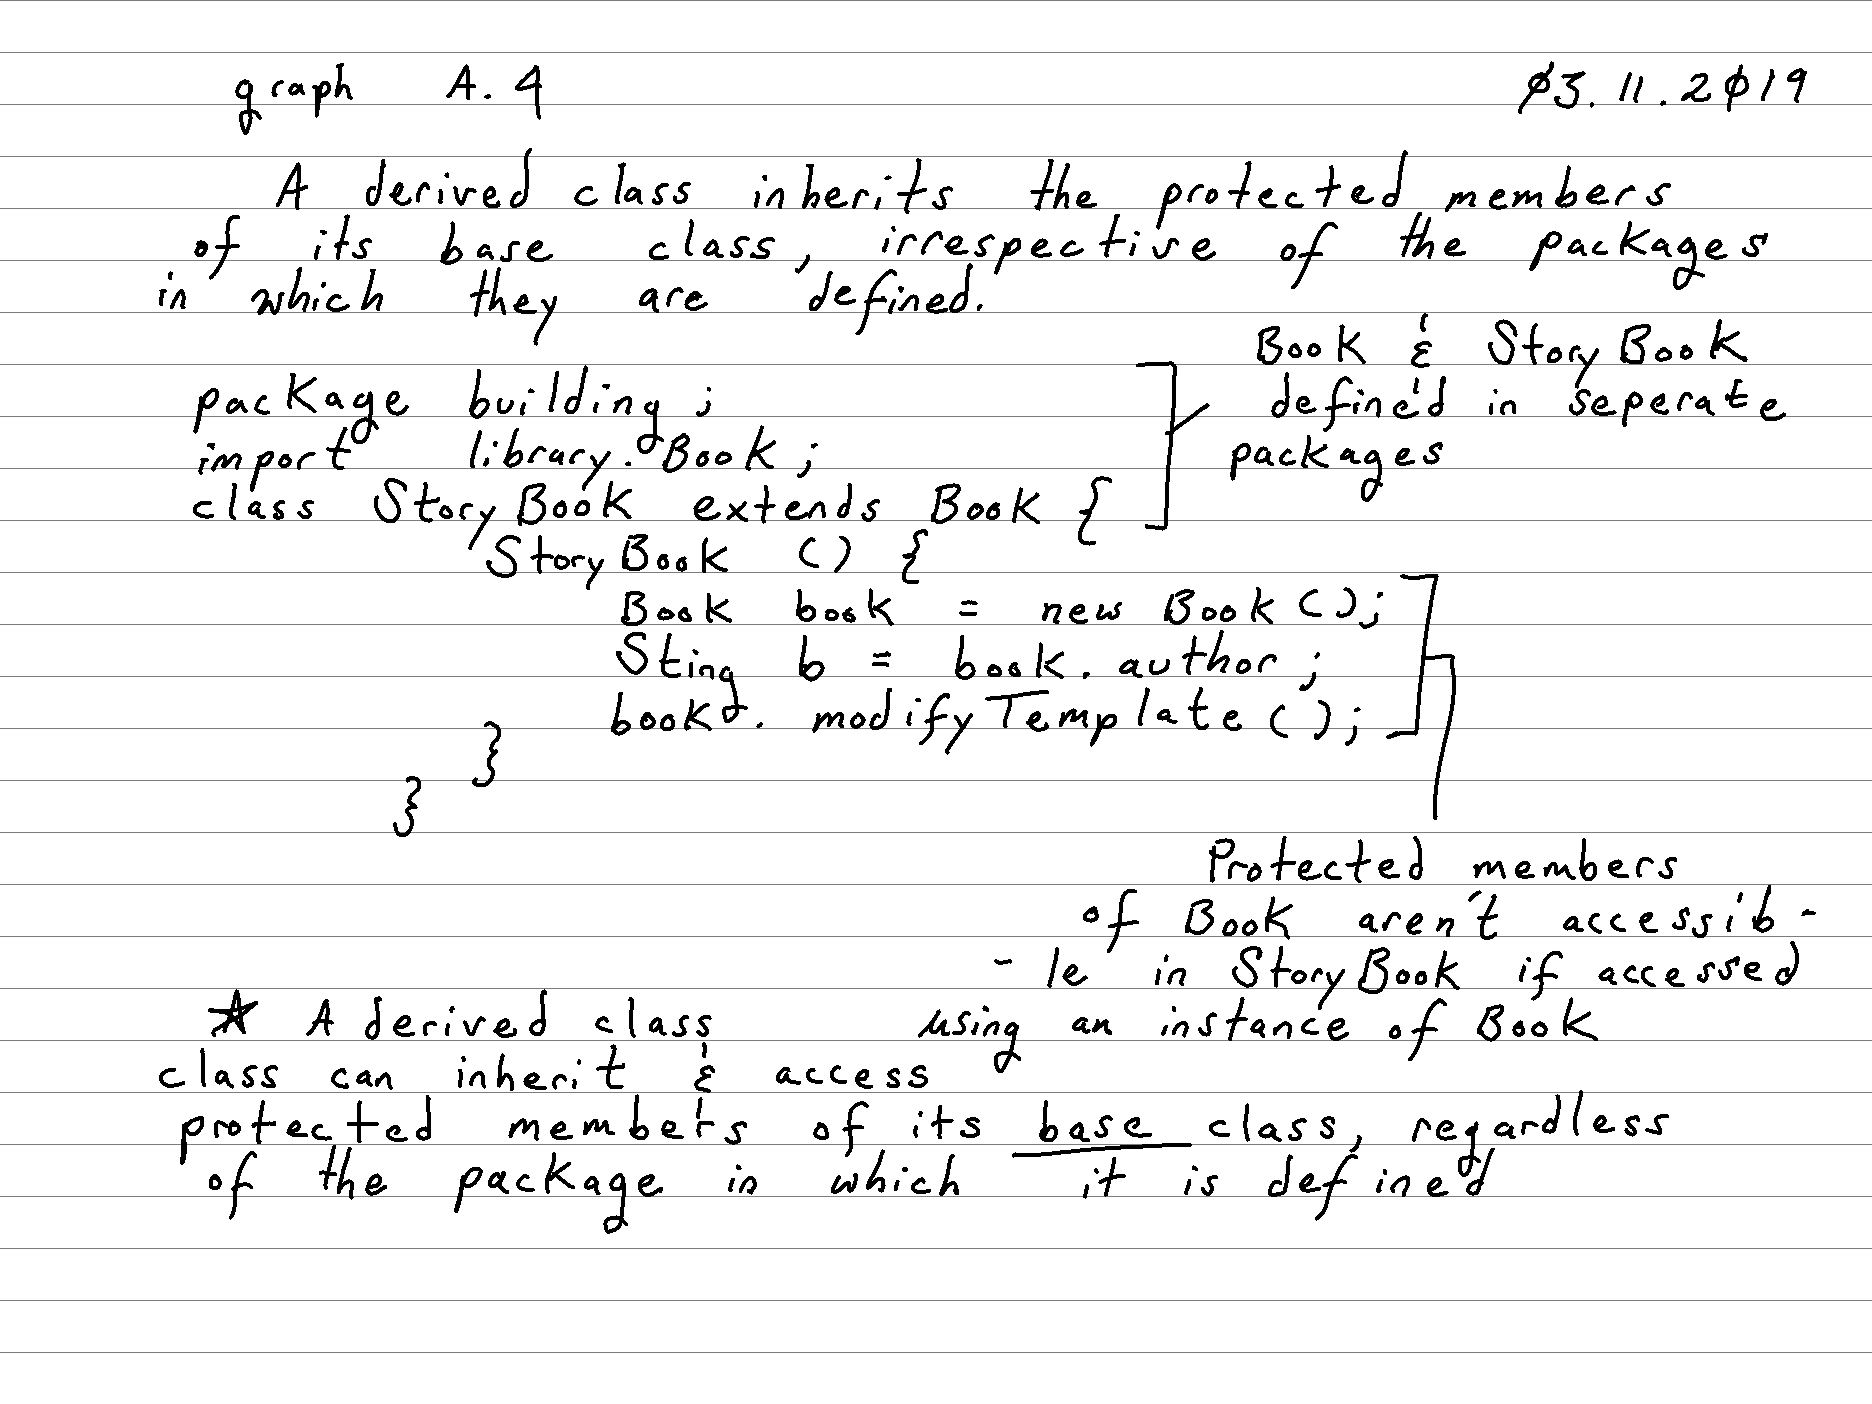 graph A.4 03.11.2019
A derived class inherits the protected members
of its base class, irrespective of the packages
in which they are defined.
Book & StoryBook
defined in seperate
packages
package building;
import library.Book;
class StoryBook extends Book {
StoryBook () {
Book book = new Book();
Sting b = book.author;
book.modifyTemplate();
}
}
Protected members
of Book aren't accessib-
-le in StoryBook if accessed
using an instance of Book
★ A derived class
class can inherit & access
protected members of its base class, regardless
of the package in which it is defined